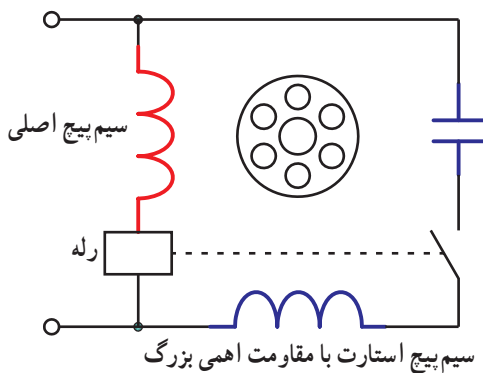 سیم‌پیچ اصلی
رله
سیم‌پیچ استارت با مقاومت اهمی بزرگ